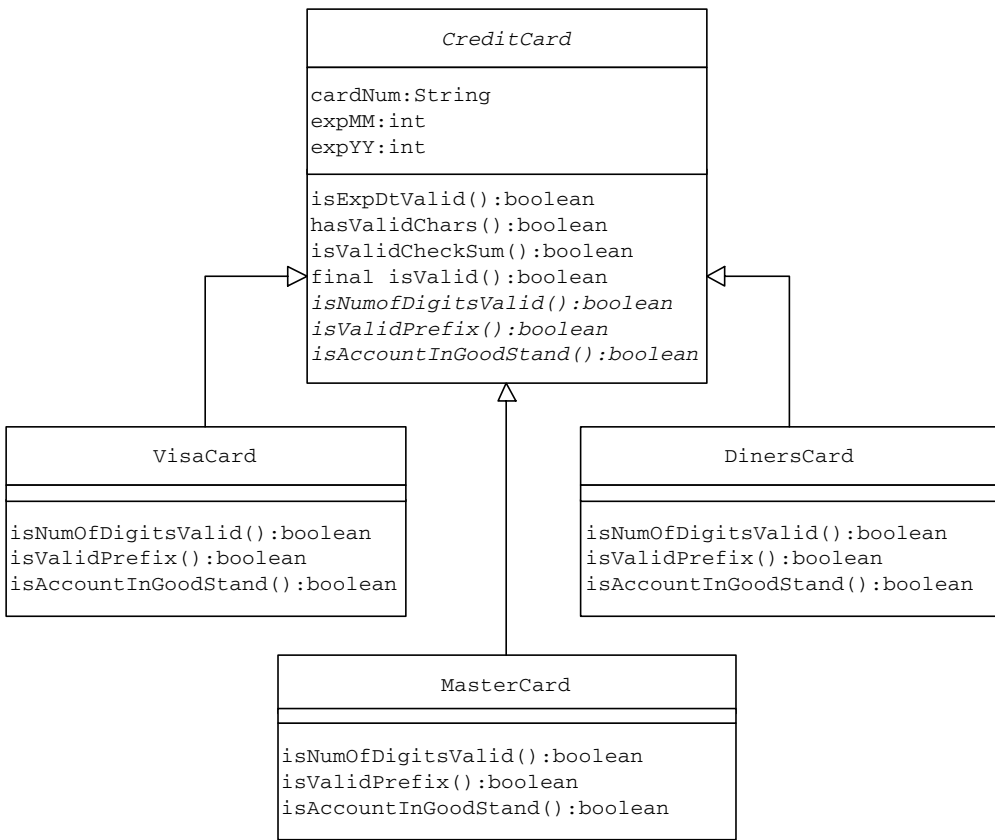 CreditCard
cardNum:String
expMM:int
expYY:int
isExpDtValid():boolean
hasValidChars():boolean
isValidCheckSum():boolean
final isValid():boolean
isNumofDigitsValid():boolean
isValidPrefix():boolean
isAccountInGoodStand():boolean
VisaCard
isNumOfDigitsValid():boolean
isValidPrefix():boolean
isAccountInGoodStand():boolean
DinersCard
isNumOfDigitsValid():boolean
isValidPrefix():boolean
isAccountInGoodStand():boolean
MasterCard
isNumOfDigitsValid():boolean
isValidPrefix():boolean
isAccountInGoodStand():boolean